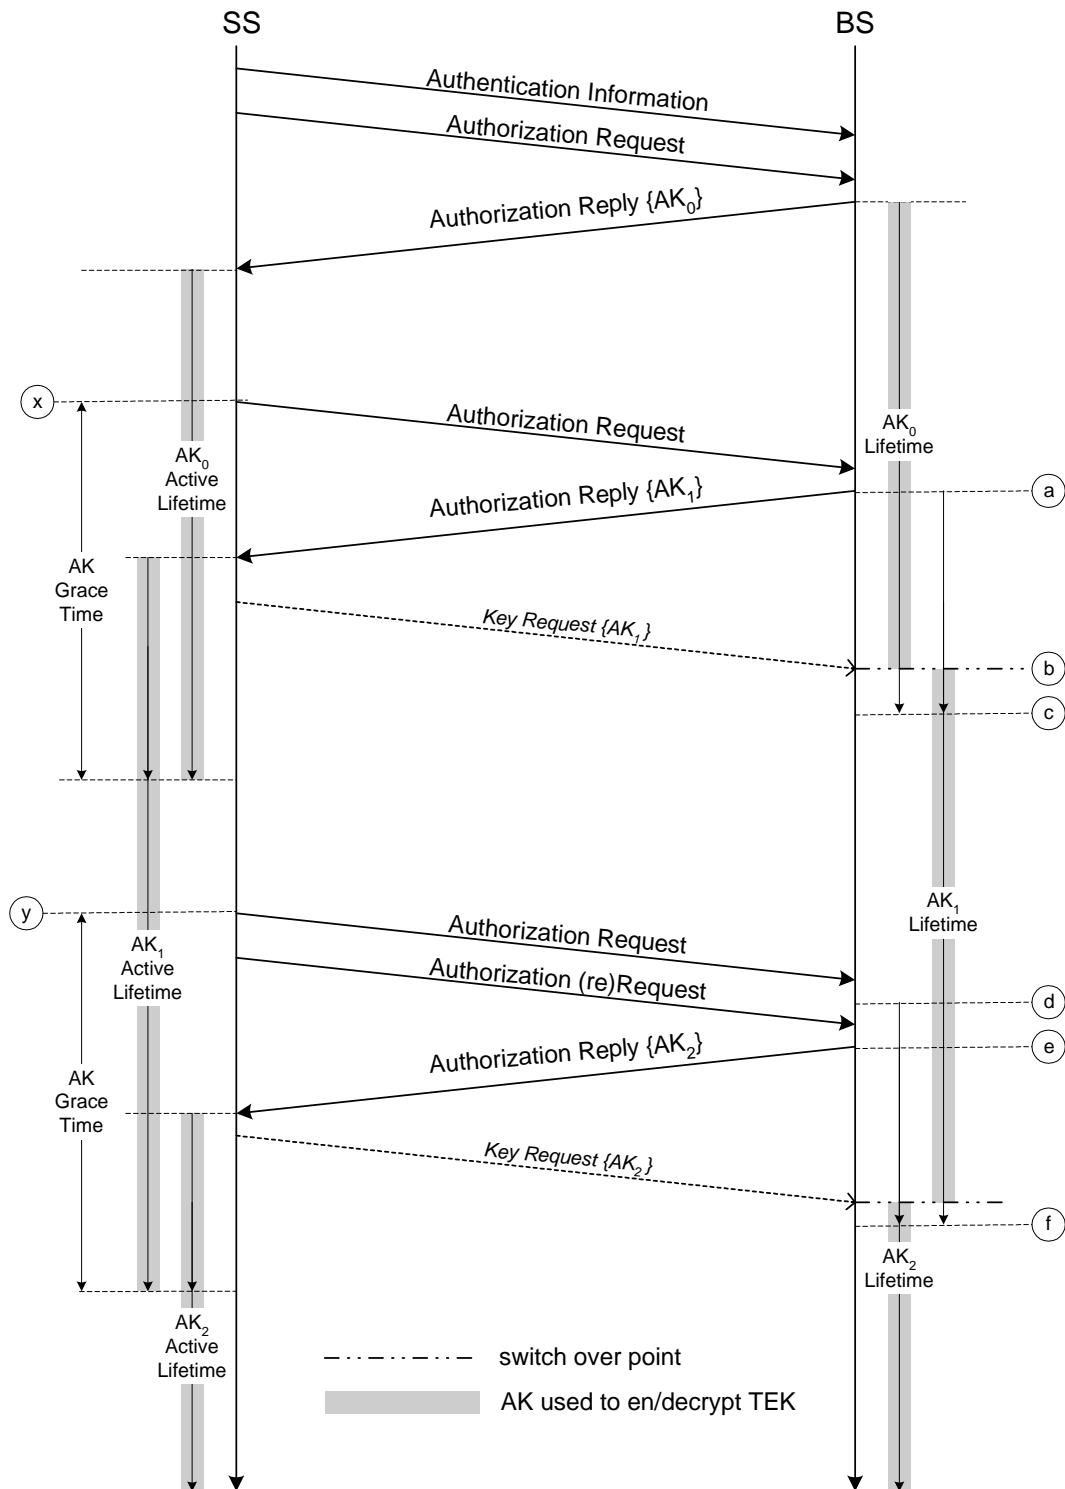 SS
BS
Authentication Information
Authorization Request
Authorization Reply {AK₀}
x
Authorization Request
AK₀
Lifetime
AK₀
Active
Lifetime
Authorization Reply {AK₁}
a
AK
Grace
Time
Key Request {AK₁}
b
c
y
Authorization Request
AK₁
Lifetime
AK₁
Active
Lifetime
Authorization (re)Request
d
Authorization Reply {AK₂}
e
AK
Grace
Time
Key Request {AK₂}
f
AK₂
Lifetime
AK₂
Active
Lifetime
switch over point
AK used to en/decrypt TEK